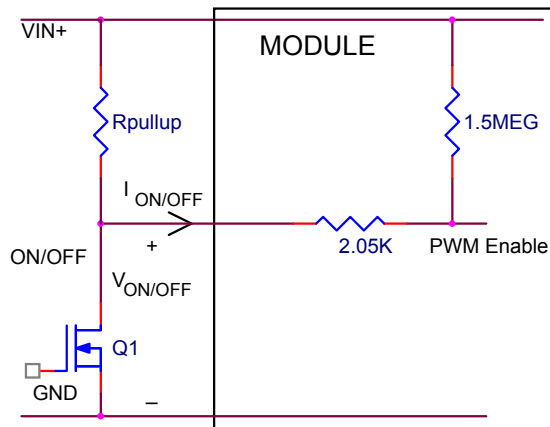 VIN+
MODULE
Rpullup
1.5MEG
I ON/OFF
+
2.05K
PWM Enable
ON/OFF
V ON/OFF
Q1
GND
–